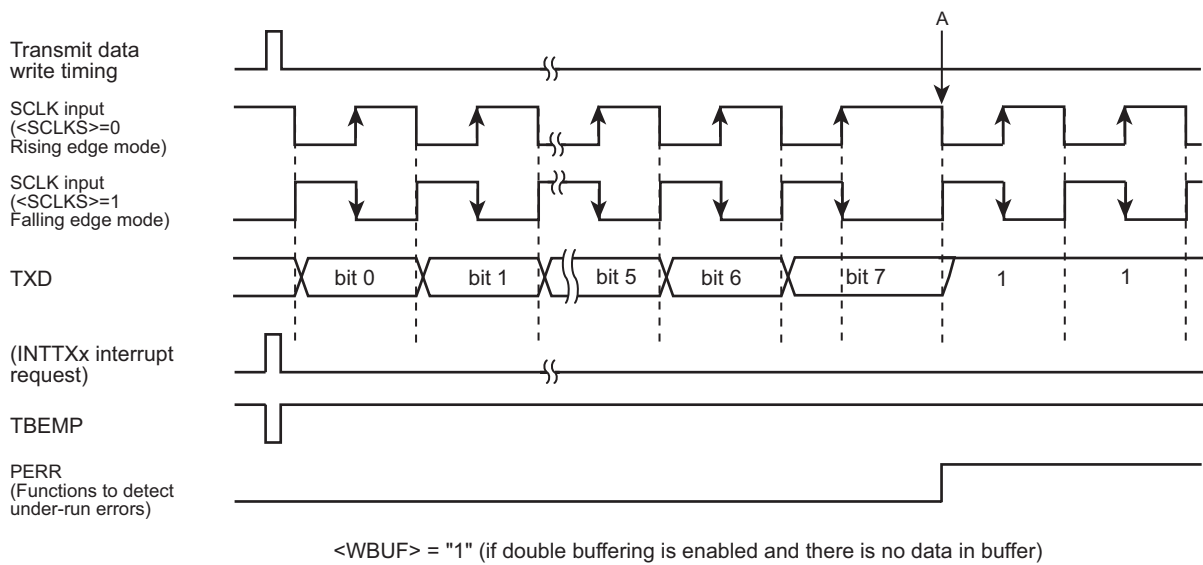 A
Transmit data
write timing
SCLK input
(<SCLKS>=0
Rising edge mode)
SCLK input
(<SCLKS>=1
Falling edge mode)
TXD
bit 0
bit 1
bit 5
bit 6
bit 7
1
1
(INTTXx interrupt
request)
TBEMP
PERR
(Functions to detect
under-run errors)
<WBUF> = "1" (if double buffering is enabled and there is no data in buffer)